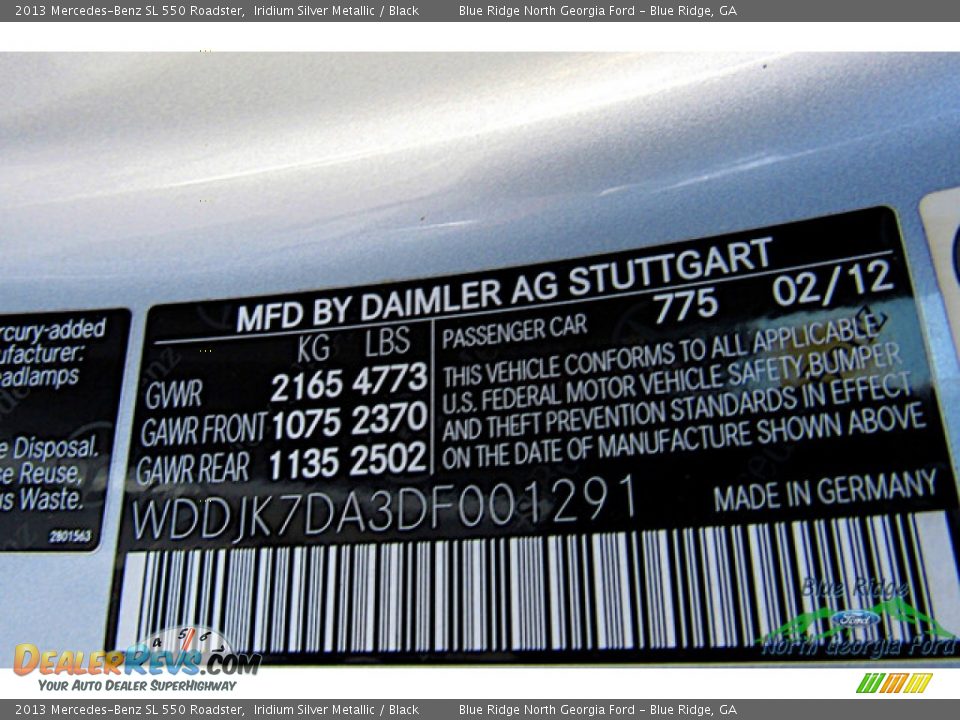 2013 Mercedes-Benz SL 550 Roadster, Iridium Silver Metallic / Black Blue Ridge North Georgia Ford - Blue Ridge, GA
MFD BY DAIMLER AG STUTTGART
KG LBS
GVWR 2165 4773
GAWR FRONT 1075 2370
GAWR REAR 1135 2502
PASSENGER CAR 775 02/12
THIS VEHICLE CONFORMS TO ALL APPLICABLE
U.S. FEDERAL MOTOR VEHICLE SAFETY, BUMPER
AND THEFT PREVENTION STANDARDS IN EFFECT
ON THE DATE OF MANUFACTURE SHOWN ABOVE
WDDJK7DA3DF001291
MADE IN GERMANY
rcury-added
ufacturer:
eadlamps
e Disposal.
se Reuse,
us Waste.
2801563
Blue Ridge
Ford
North Georgia Ford
4 5 6 7
DEALERREVS.COM
YOUR AUTO DEALER SUPERHIGHWAY
2013 Mercedes-Benz SL 550 Roadster, Iridium Silver Metallic / Black Blue Ridge North Georgia Ford - Blue Ridge, GA